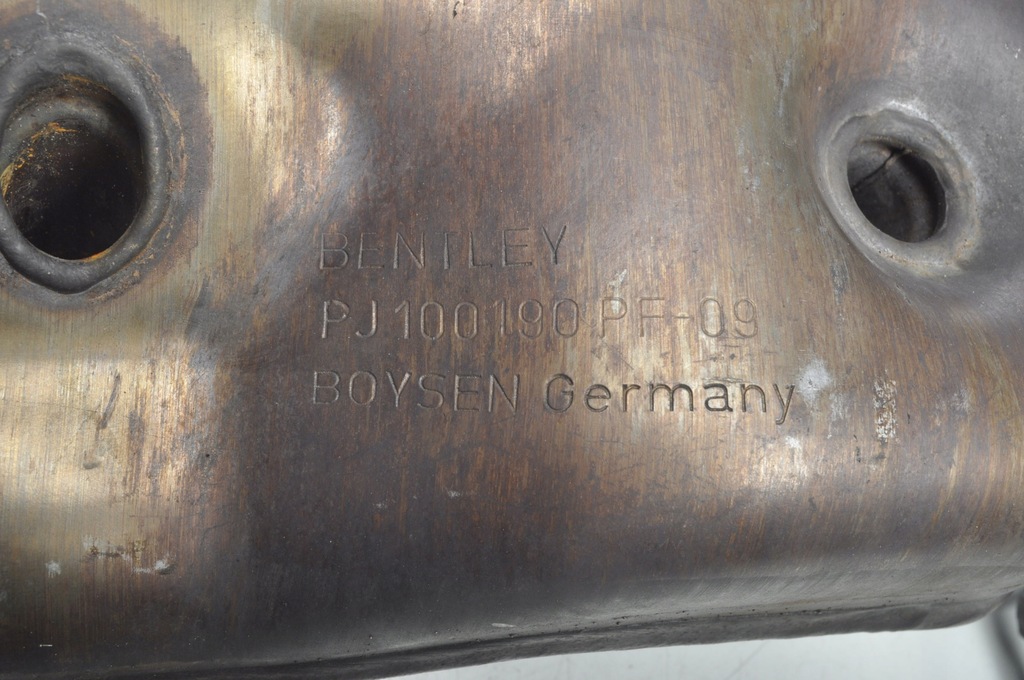 BENTLEY
PJ100190PF-09
BOYSEN Germany